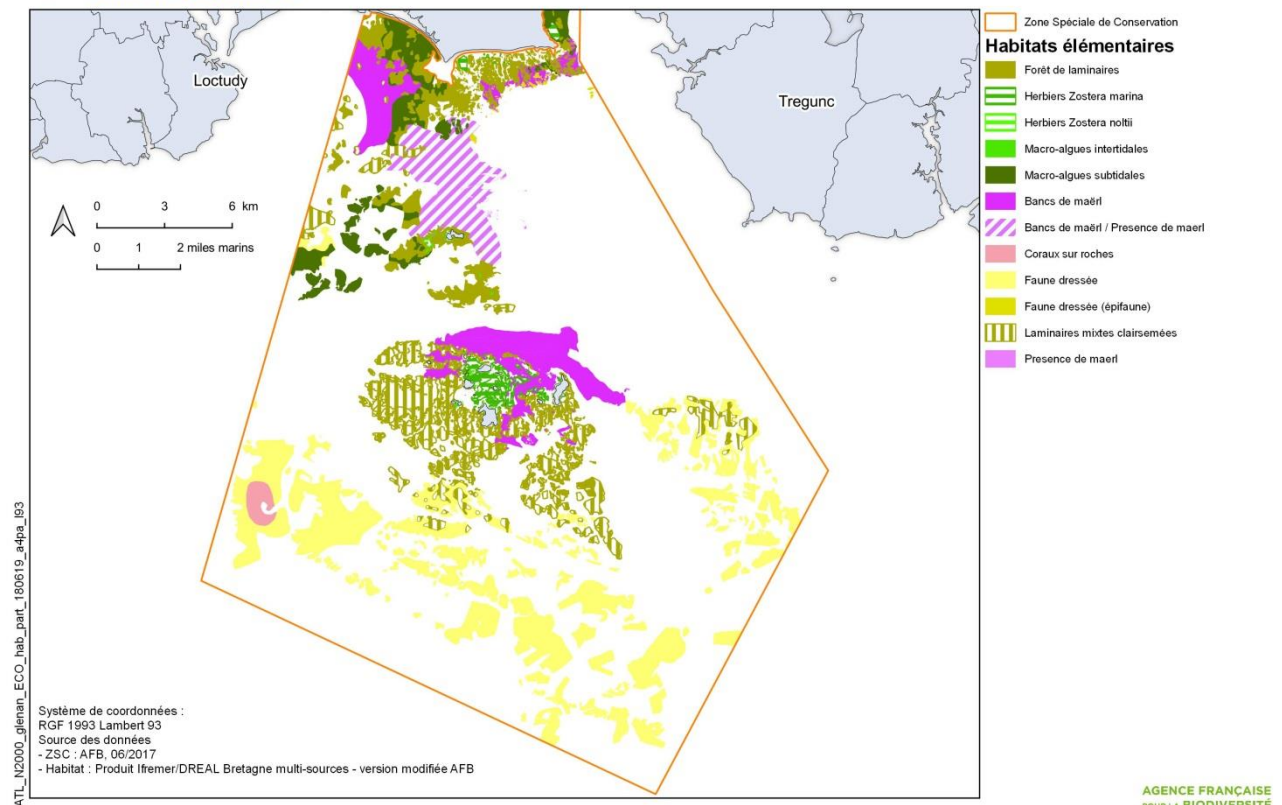 Loctudy
Tregunc
0 3 6 km
0 1 2 miles marins
Système de coordonnées :
RGF 1993 Lambert 93
Source des données
- ZSC : AFB, 06/2017
- Habitat : Produit Ifremer/DREAL Bretagne multi-sources - version modifiée AFB
ATL_N2000_glenan_ECO_hab_part_180619_a4pa_l93
Zone Spéciale de Conservation
Habitats élémentaires
Forêt de laminaires
Herbiers Zostera marina
Herbiers Zostera noltii
Macro-algues intertidales
Macro-algues subtidales
Bancs de maërl
Bancs de maërl / Presence de maerl
Coraux sur roches
Faune dressée
Faune dressée (épifaune)
Laminaires mixtes clairsemées
Presence de maerl
AGENCE FRANÇAISE
POUR LA BIODIVERSITÉ